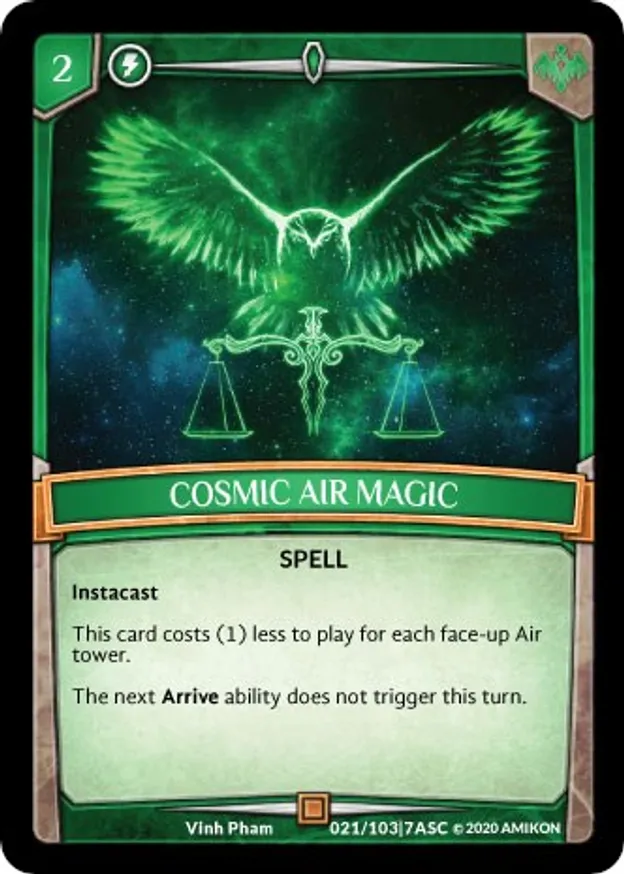 2
COSMIC AIR MAGIC
SPELL
Instacast
This card costs (1) less to play for each face-up Air
tower.
The next Arrive ability does not trigger this turn.
Vinh Pham 021/103|7ASC © 2020 AMIKON